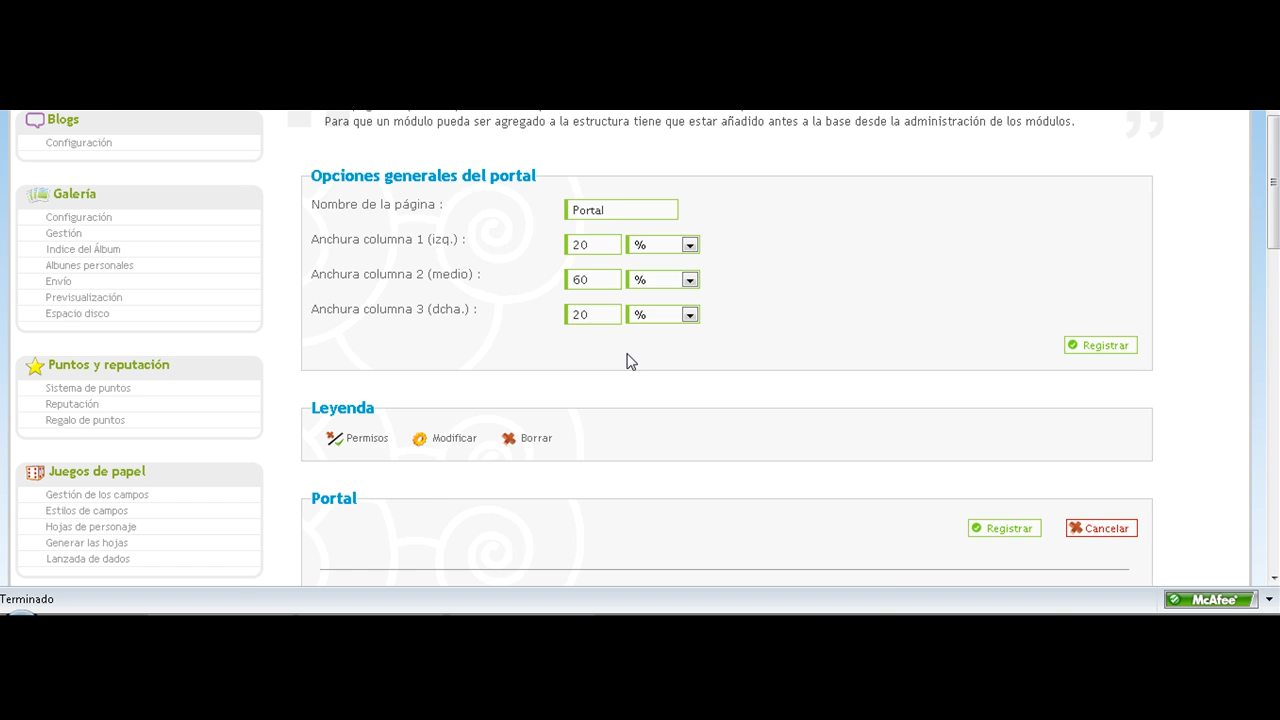 Para que un módulo pueda ser agregado a la estructura tiene que estar añadido antes a la base desde la administración de los módulos.
Blogs
Configuración
Galería
Configuración
Gestión
Indice del Álbum
Albunes personales
Envío
Previsualización
Espacio disco
Puntos y reputación
Sistema de puntos
Reputación
Regalo de puntos
Juegos de papel
Gestión de los campos
Estilos de campos
Hojas de personaje
Generar las hojas
Lanzada de dados
Opciones generales del portal
Nombre de la página : Portal
Anchura columna 1 (izq.) : 20 %
Anchura columna 2 (medio) : 60 %
Anchura columna 3 (dcha.) : 20 %
Registrar
Leyenda
Permisos Modificar Borrar
Portal
Registrar Cancelar
Terminado
McAfee